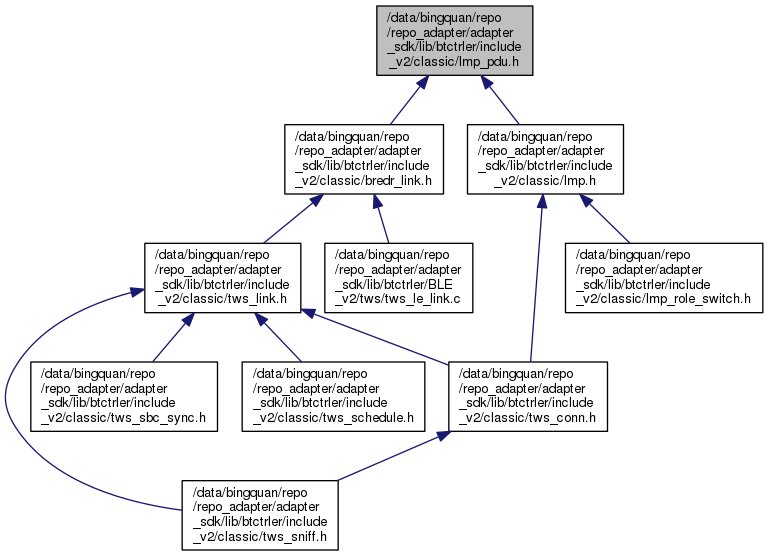 /data/bingquan/repo
/repo_adapter/adapter
_sdk/lib/btctrler/include
_v2/classic/lmp_pdu.h
/data/bingquan/repo
/repo_adapter/adapter
_sdk/lib/btctrler/include
_v2/classic/bredr_link.h
/data/bingquan/repo
/repo_adapter/adapter
_sdk/lib/btctrler/include
_v2/classic/lmp.h
/data/bingquan/repo
/repo_adapter/adapter
_sdk/lib/btctrler/include
_v2/classic/tws_link.h
/data/bingquan/repo
/repo_adapter/adapter
_sdk/lib/btctrler/BLE
_v2/tws/tws_le_link.c
/data/bingquan/repo
/repo_adapter/adapter
_sdk/lib/btctrler/include
_v2/classic/lmp_role_switch.h
/data/bingquan/repo
/repo_adapter/adapter
_sdk/lib/btctrler/include
_v2/classic/tws_sbc_sync.h
/data/bingquan/repo
/repo_adapter/adapter
_sdk/lib/btctrler/include
_v2/classic/tws_schedule.h
/data/bingquan/repo
/repo_adapter/adapter
_sdk/lib/btctrler/include
_v2/classic/tws_conn.h
/data/bingquan/repo
/repo_adapter/adapter
_sdk/lib/btctrler/include
_v2/classic/tws_sniff.h